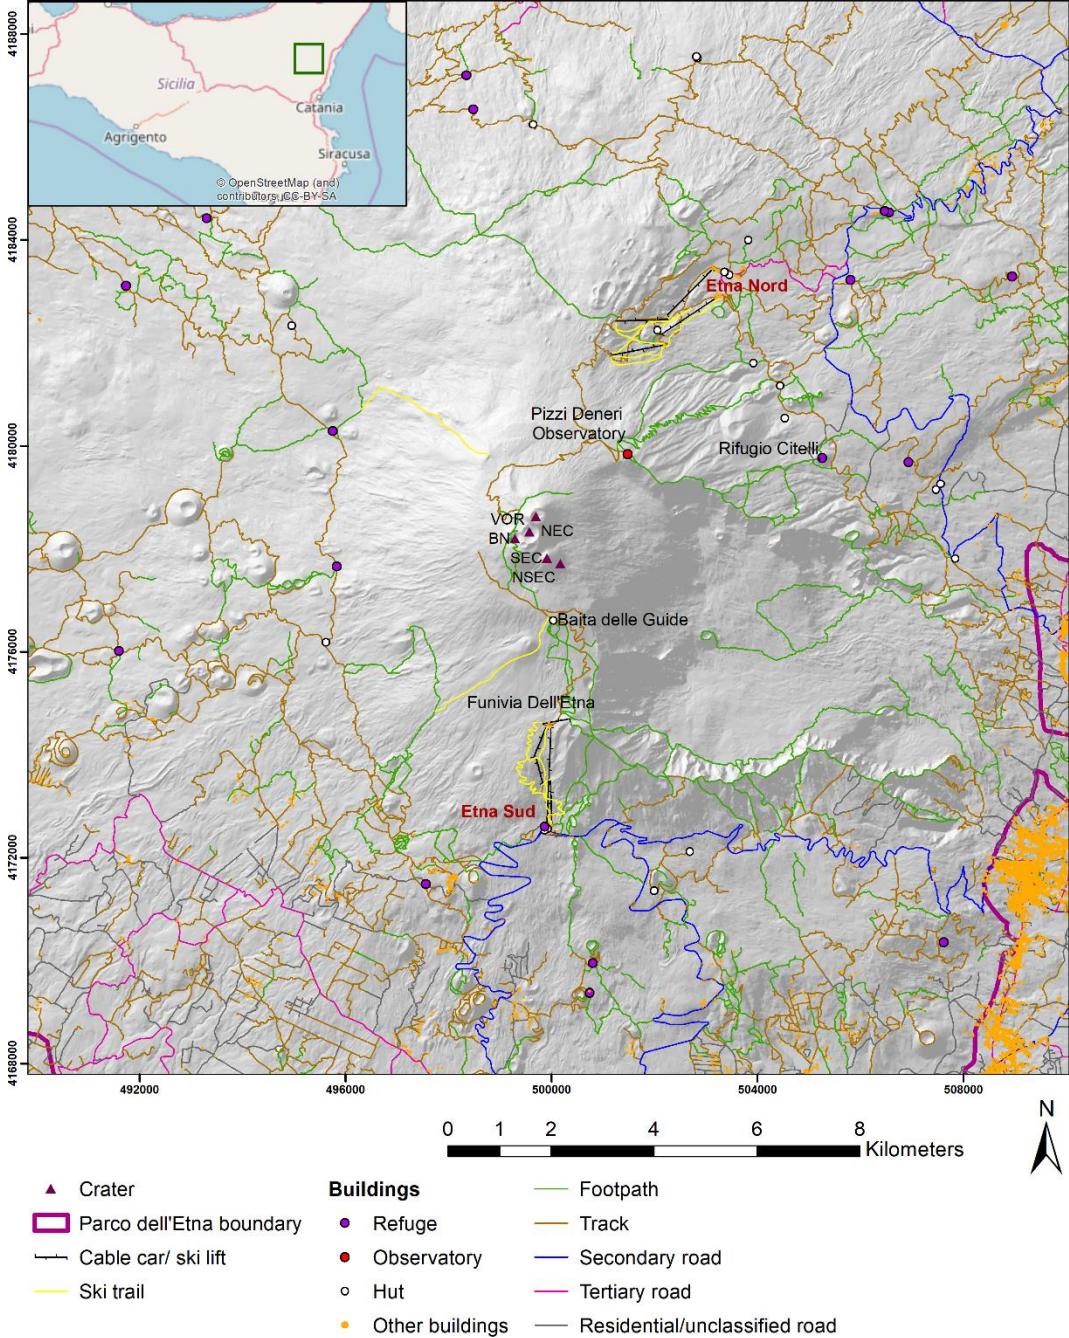 Sicilia
Catania
Agrigento
Siracusa
© OpenStreetMap (and)
contributors, CC-BY-SA
4188000
4184000
4180000
4176000
4172000
4168000
Etna Nord
Pizzi Deneri
Observatory
Rifugio Citelli
VOR
NEC
BN
SEC
NSEC
Baita delle Guide
Funivia Dell'Etna
Etna Sud
492000
496000
500000
504000
508000
N
0 1 2 4 6 8
Kilometers
Crater
Parco dell'Etna boundary
Cable car/ ski lift
Ski trail
Buildings
Refuge
Observatory
Hut
Other buildings
Footpath
Track
Secondary road
Tertiary road
Residential/unclassified road